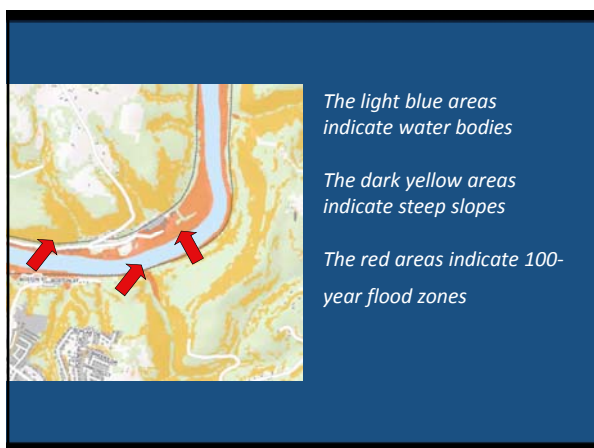 The light blue areas
indicate water bodies
The dark yellow areas
indicate steep slopes
The red areas indicate 100-
year flood zones